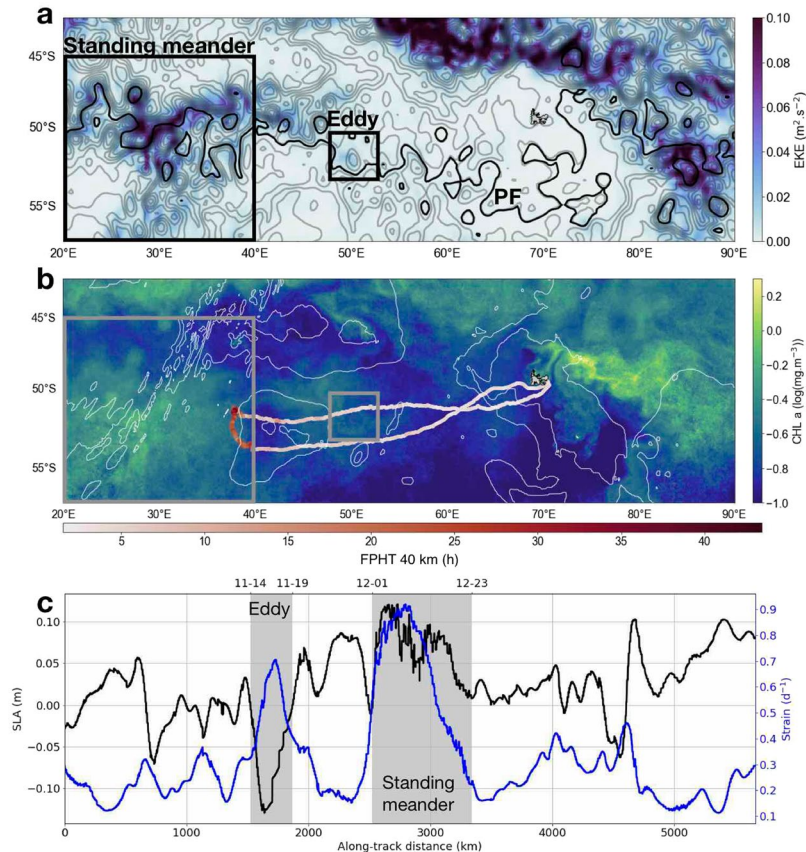 a
Standing meander
Eddy
PF
45°S
50°S
55°S
20°E 30°E 40°E 50°E 60°E 70°E 80°E 90°E
0.10
0.08
0.06
0.04
0.02
0.00
EKE (m².s⁻²)
b
45°S
50°S
55°S
20°E 30°E 40°E 50°E 60°E 70°E 80°E 90°E
0.2
0.0
−0.2
−0.4
−0.6
−0.8
−1.0
CHL a (log(mg.m⁻³))
5 10 15 20 25 30 35 40
FPHT 40 km (h)
11-14 11-19 12-01 12-23
c
Eddy
Standing
meander
0.10
0.05
0.00
−0.05
−0.10
SLA (m)
0.9
0.8
0.7
0.6
0.5
0.4
0.3
0.2
0.1
Strain (d⁻¹)
0 1000 2000 3000 4000 5000
Along-track distance (km)